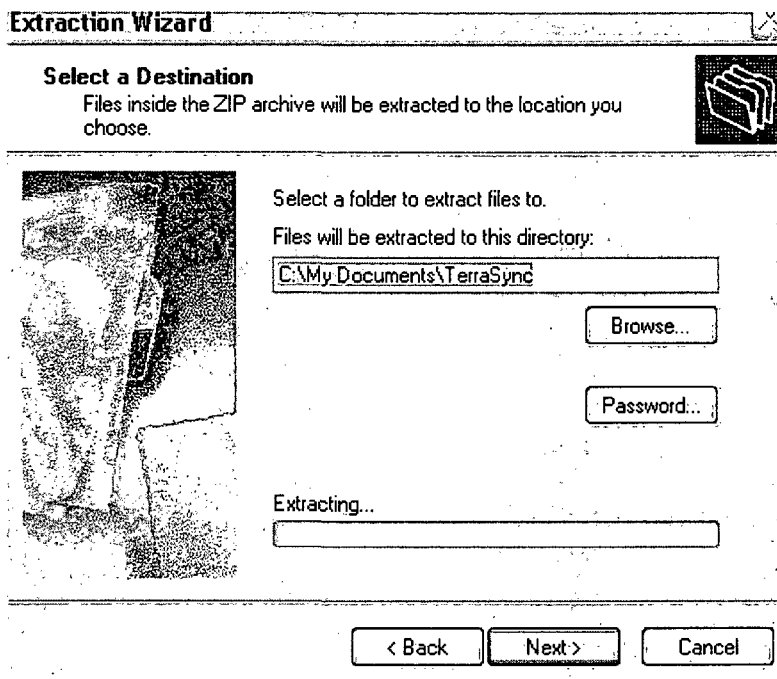 Extraction Wizard
Select a Destination
Files inside the ZIP archive will be extracted to the location you
choose.
Select a folder to extract files to.
Files will be extracted to this directory:
C:\My Documents\TerraSync
Browse...
Password...
Extracting...
< Back Next > Cancel